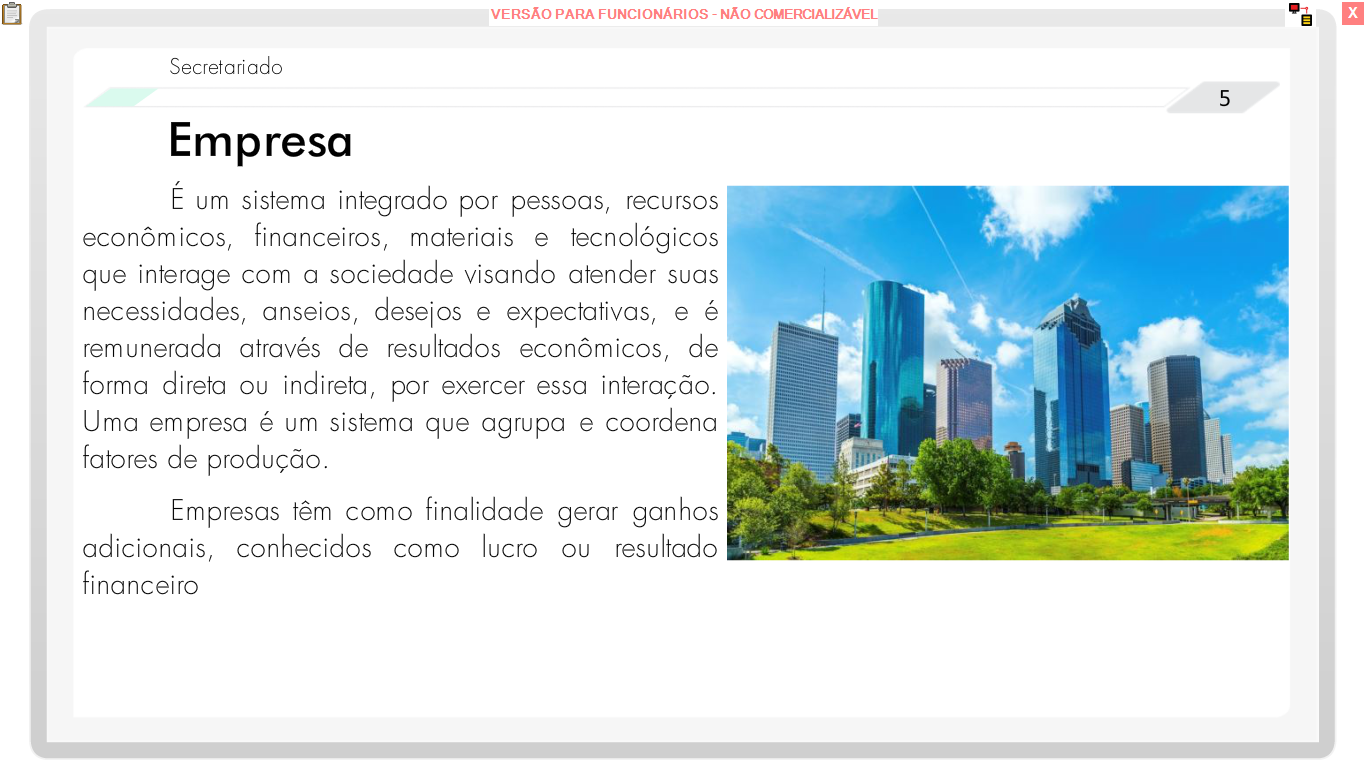 VERSÃO PARA FUNCIONÁRIOS - NÃO COMERCIALIZÁVEL
X
Secretariado
5
Empresa
É um sistema integrado por pessoas, recursos
econômicos, financeiros, materiais e tecnológicos
que interage com a sociedade visando atender suas
necessidades, anseios, desejos e expectativas, e é
remunerada através de resultados econômicos, de
forma direta ou indireta, por exercer essa interação.
Uma empresa é um sistema que agrupa e coordena
fatores de produção.
Empresas têm como finalidade gerar ganhos
adicionais, conhecidos como lucro ou resultado
financeiro